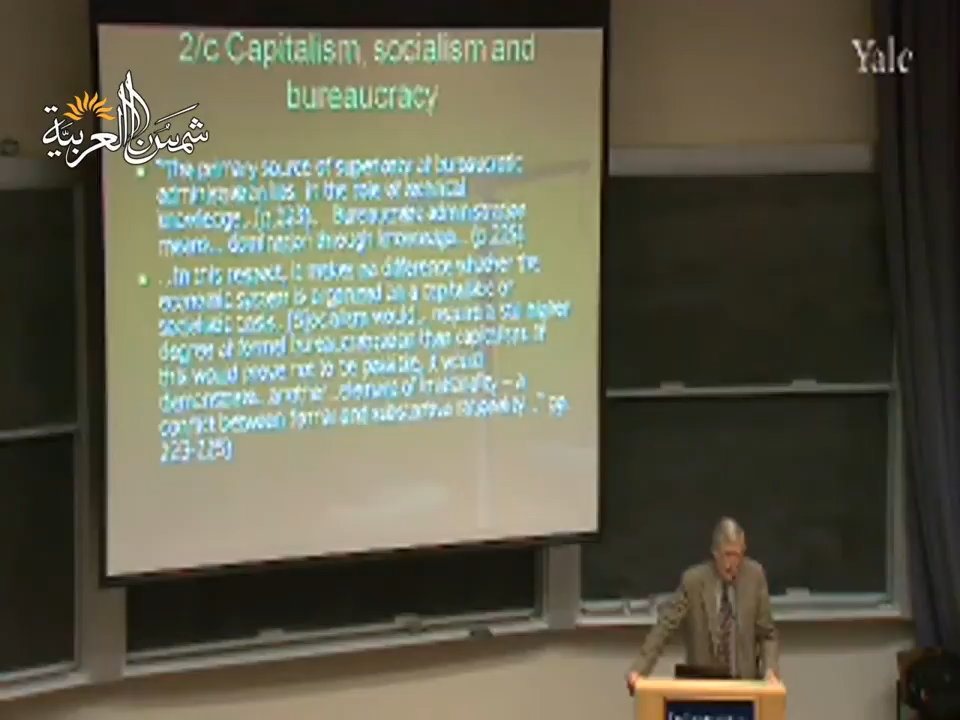 Yale
شمس العربية
2/c Capitalism, socialism and
bureaucracy
"The primary source of superiority of bureaucratic
administration lies in the role of technical
knowledge.. (p.223). Bureaucratic administration
means... domination through knowledge... (p.225)
...In this respect, it makes no difference whether the
economic system is organized on a capitalist or
socialistic basis. [S]ocialism would... require a still higher
degree of formal bureaucratization than capitalism. If
this would prove not to be possible, it would
demonstrate.. another ..element of irrationality – a
conflict between formal and substantive rationality..." pp.
223-225)